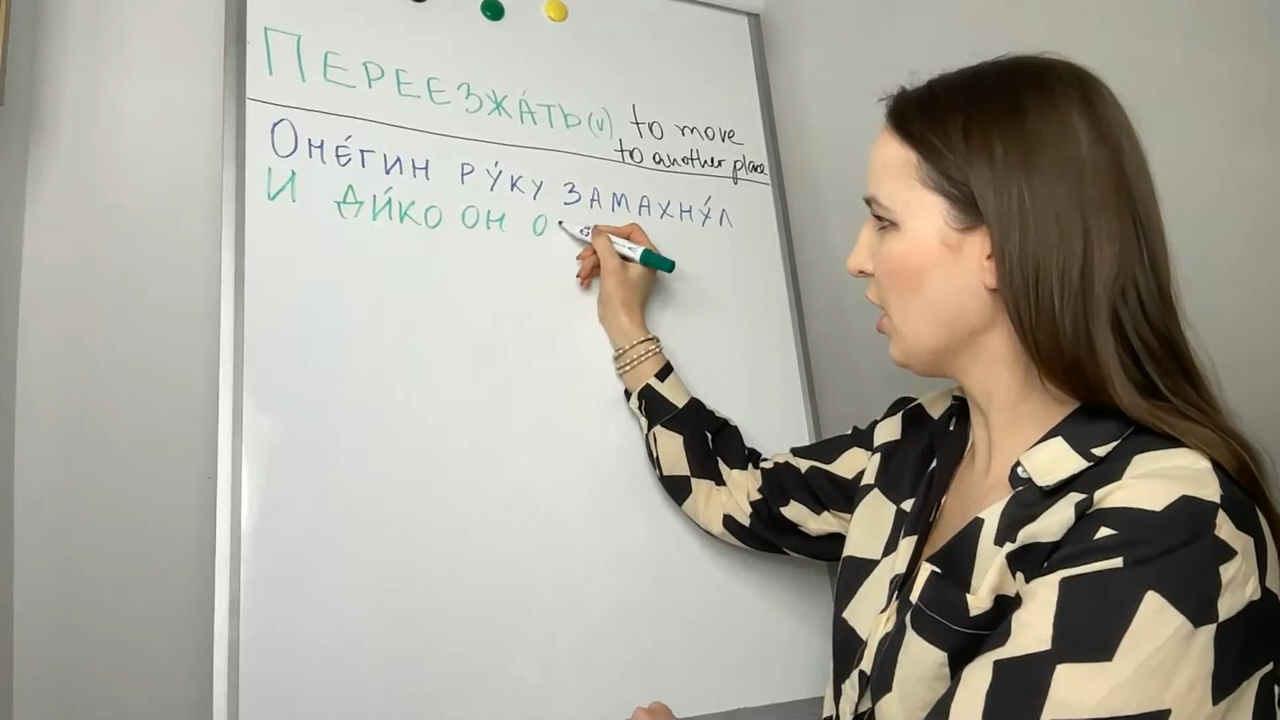 ПЕРЕЕЗЖА́ТЬ (v) to move
to another place
ОНЕ́ГИН РУ́КУ ЗАМАХНУ́Л
И ДИ́КО ОН О